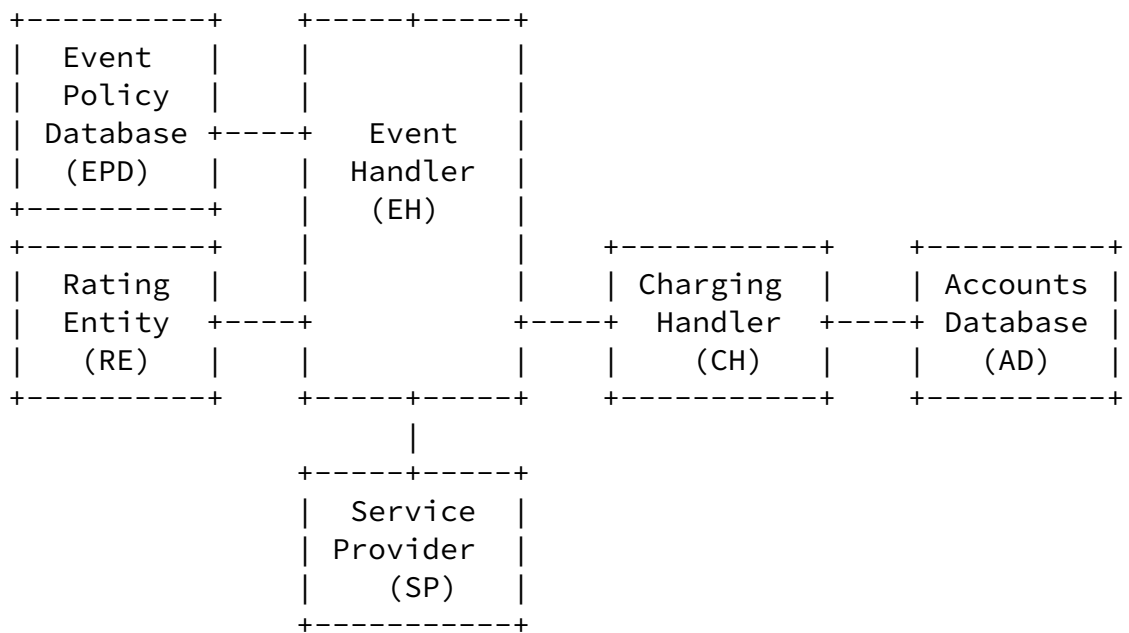 Event
Policy
Database
(EPD)
Event
Handler
(EH)
Rating
Entity
(RE)
Charging
Handler
(CH)
Accounts
Database
(AD)
Service
Provider
(SP)